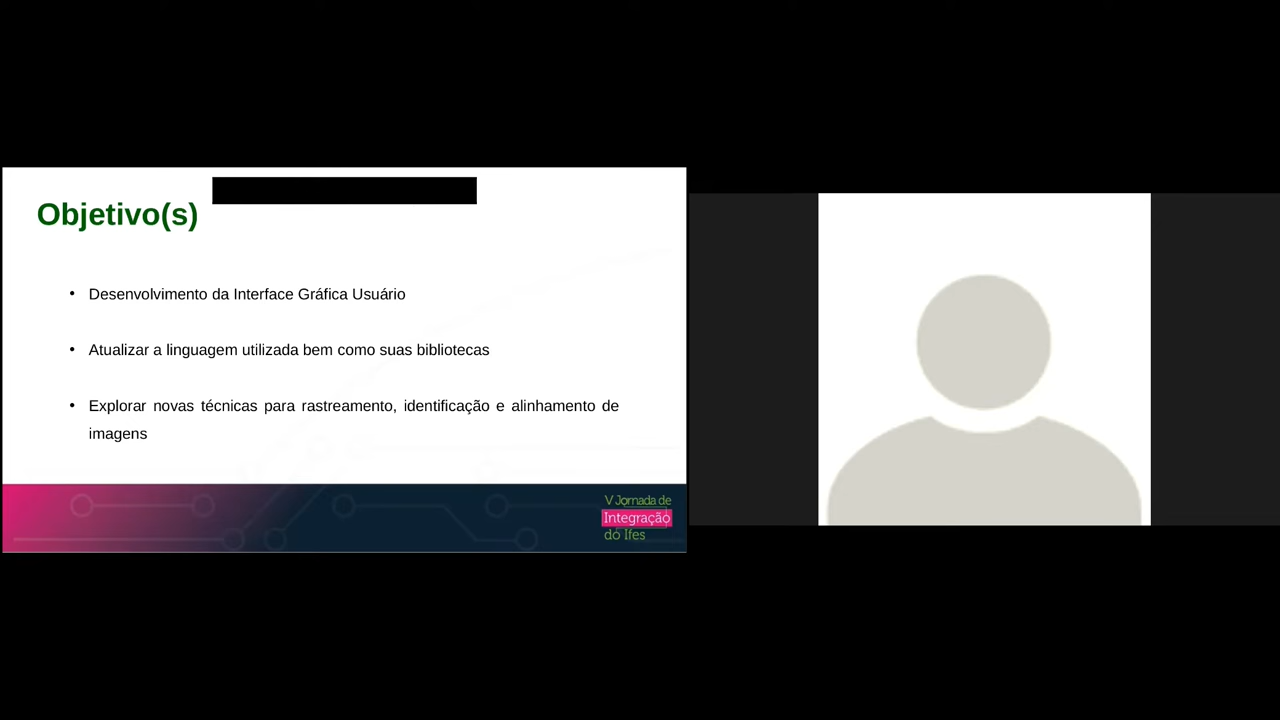 Objetivo(s)
• Desenvolvimento da Interface Gráfica Usuário
• Atualizar a linguagem utilizada bem como suas bibliotecas
• Explorar novas técnicas para rastreamento, identificação e alinhamento de
imagens
V Jornada de
Integração
do Ifes